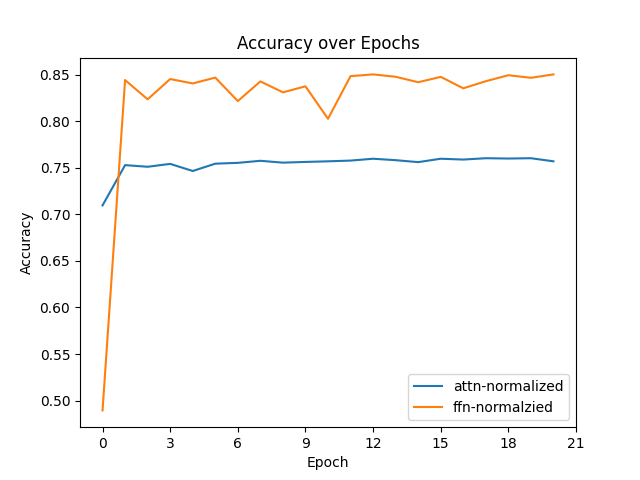 Accuracy over Epochs
Accuracy
0.85
0.80
0.75
0.70
0.65
0.60
0.55
0.50
0 3 6 9 12 15 18 21
Epoch
attn-normalized
ffn-normalzied